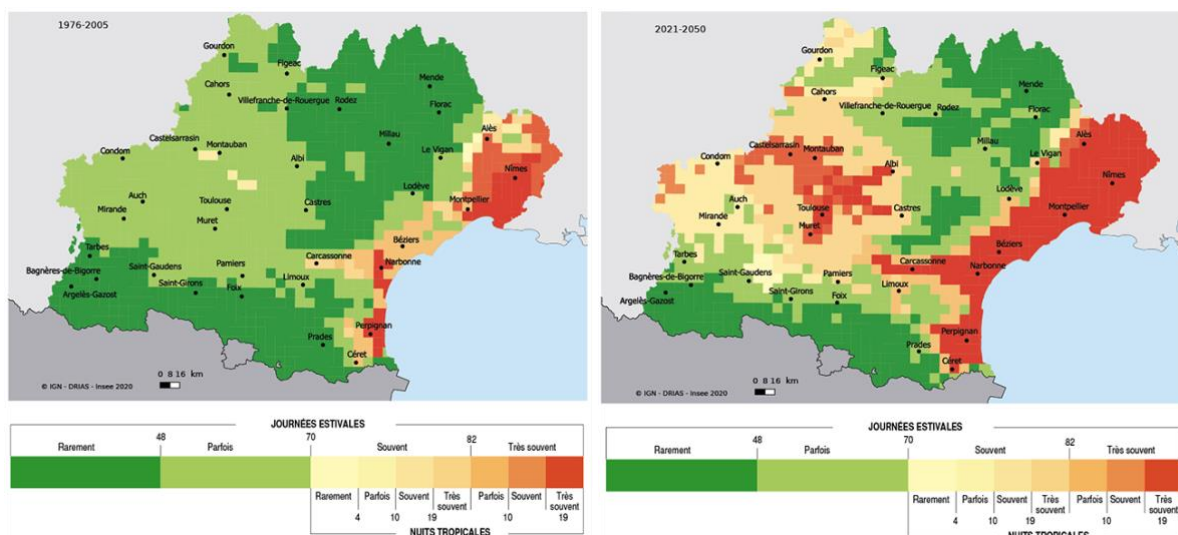 1976-2005
Gourdon
Figeac
Cahors
Mende
Villefranche-de-Rouergue
Rodez
Florac
Alès
Millau
Castelsarrasin
Montauban
Le Vigan
Condom
Albi
Nîmes
Lodève
Auch
Toulouse
Castres
Montpellier
Mirande
Muret
Béziers
Tarbes
Carcassonne
Narbonne
Bagnères-de-Bigorre
Saint-Gaudens
Pamiers
Limoux
Saint-Girons
Foix
Argelès-Gazost
Perpignan
Prades
Céret
0 8 16 km
© IGN - DRIAS - Insee 2020
JOURNÉES ESTIVALES
Rarement 48 Parfois 70 Souvent 82 Très souvent
Rarement Parfois Souvent Très souvent Parfois Souvent Très souvent
4 10 19 10 19
NUITS TROPICALES
2021-2050
Gourdon
Figeac
Cahors
Mende
Villefranche-de-Rouergue
Rodez
Florac
Alès
Millau
Castelsarrasin
Montauban
Le Vigan
Condom
Albi
Nîmes
Lodève
Auch
Toulouse
Castres
Montpellier
Mirande
Muret
Béziers
Tarbes
Carcassonne
Narbonne
Bagnères-de-Bigorre
Saint-Gaudens
Pamiers
Limoux
Saint-Girons
Foix
Argelès-Gazost
Perpignan
Prades
Céret
0 8 16 km
© IGN - DRIAS - Insee 2020
JOURNÉES ESTIVALES
Rarement 48 Parfois 70 Souvent 82 Très souvent
Rarement Parfois Souvent Très souvent Parfois Souvent Très souvent
4 10 19 10 19
NUITS TROPICALES